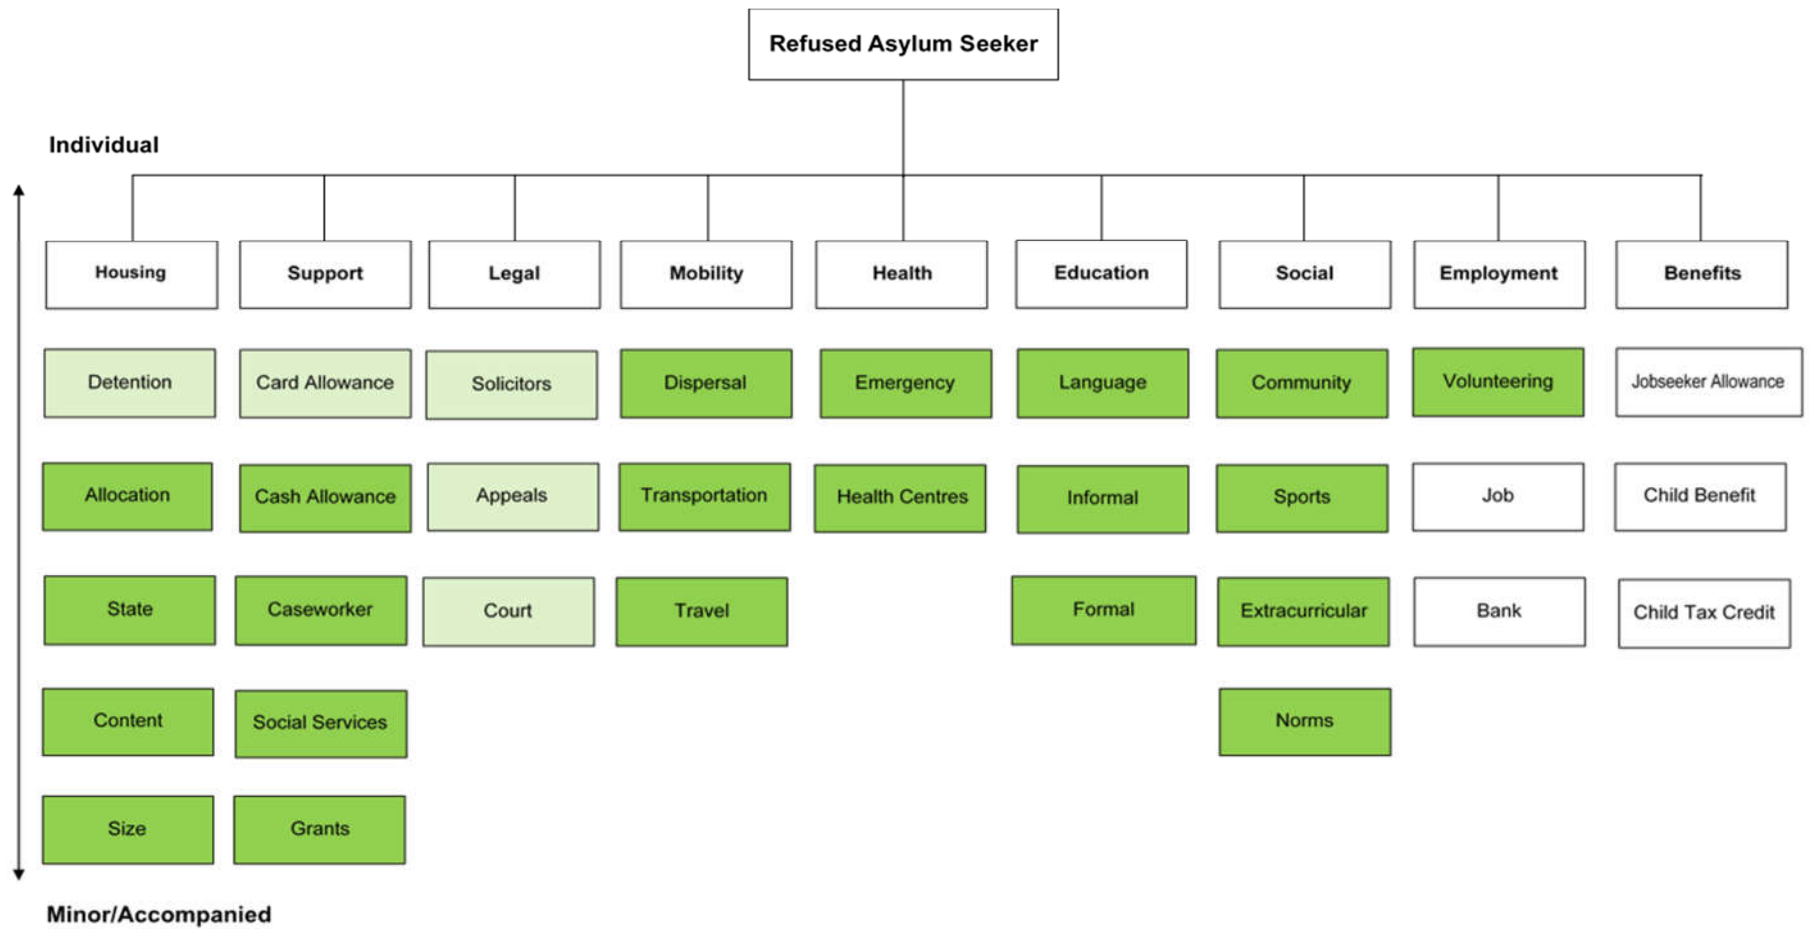 Refused Asylum Seeker
Individual
Housing
Support
Legal
Mobility
Health
Education
Social
Employment
Benefits
Detention
Card Allowance
Solicitors
Dispersal
Emergency
Language
Community
Volunteering
Jobseeker Allowance
Allocation
Cash Allowance
Appeals
Transportation
Health Centres
Informal
Sports
Job
Child Benefit
State
Caseworker
Court
Travel
Formal
Extracurricular
Bank
Child Tax Credit
Content
Social Services
Norms
Size
Grants
Minor/Accompanied